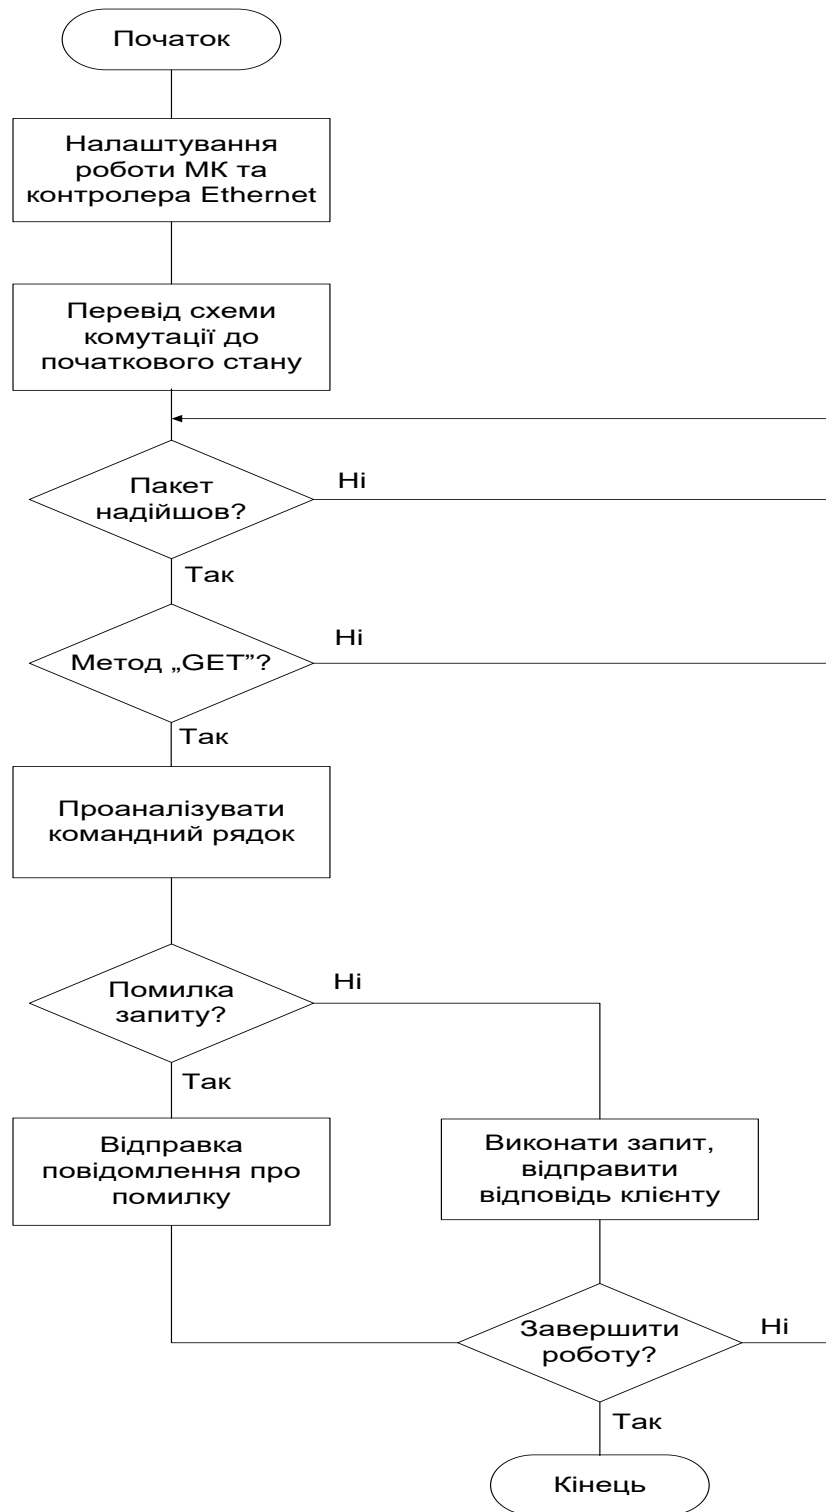 Початок
Налаштування
роботи МК та
контролера Ethernet
Перевід схеми
комутації до
початкового стану
Пакет
надійшов?
Ні
Так
Метод „GET”?
Ні
Так
Проаналізувати
командний рядок
Помилка
запиту?
Ні
Так
Відправка
повідомлення про
помилку
Виконати запит,
відправити
відповідь клієнту
Завершити
роботу?
Ні
Так
Кінець